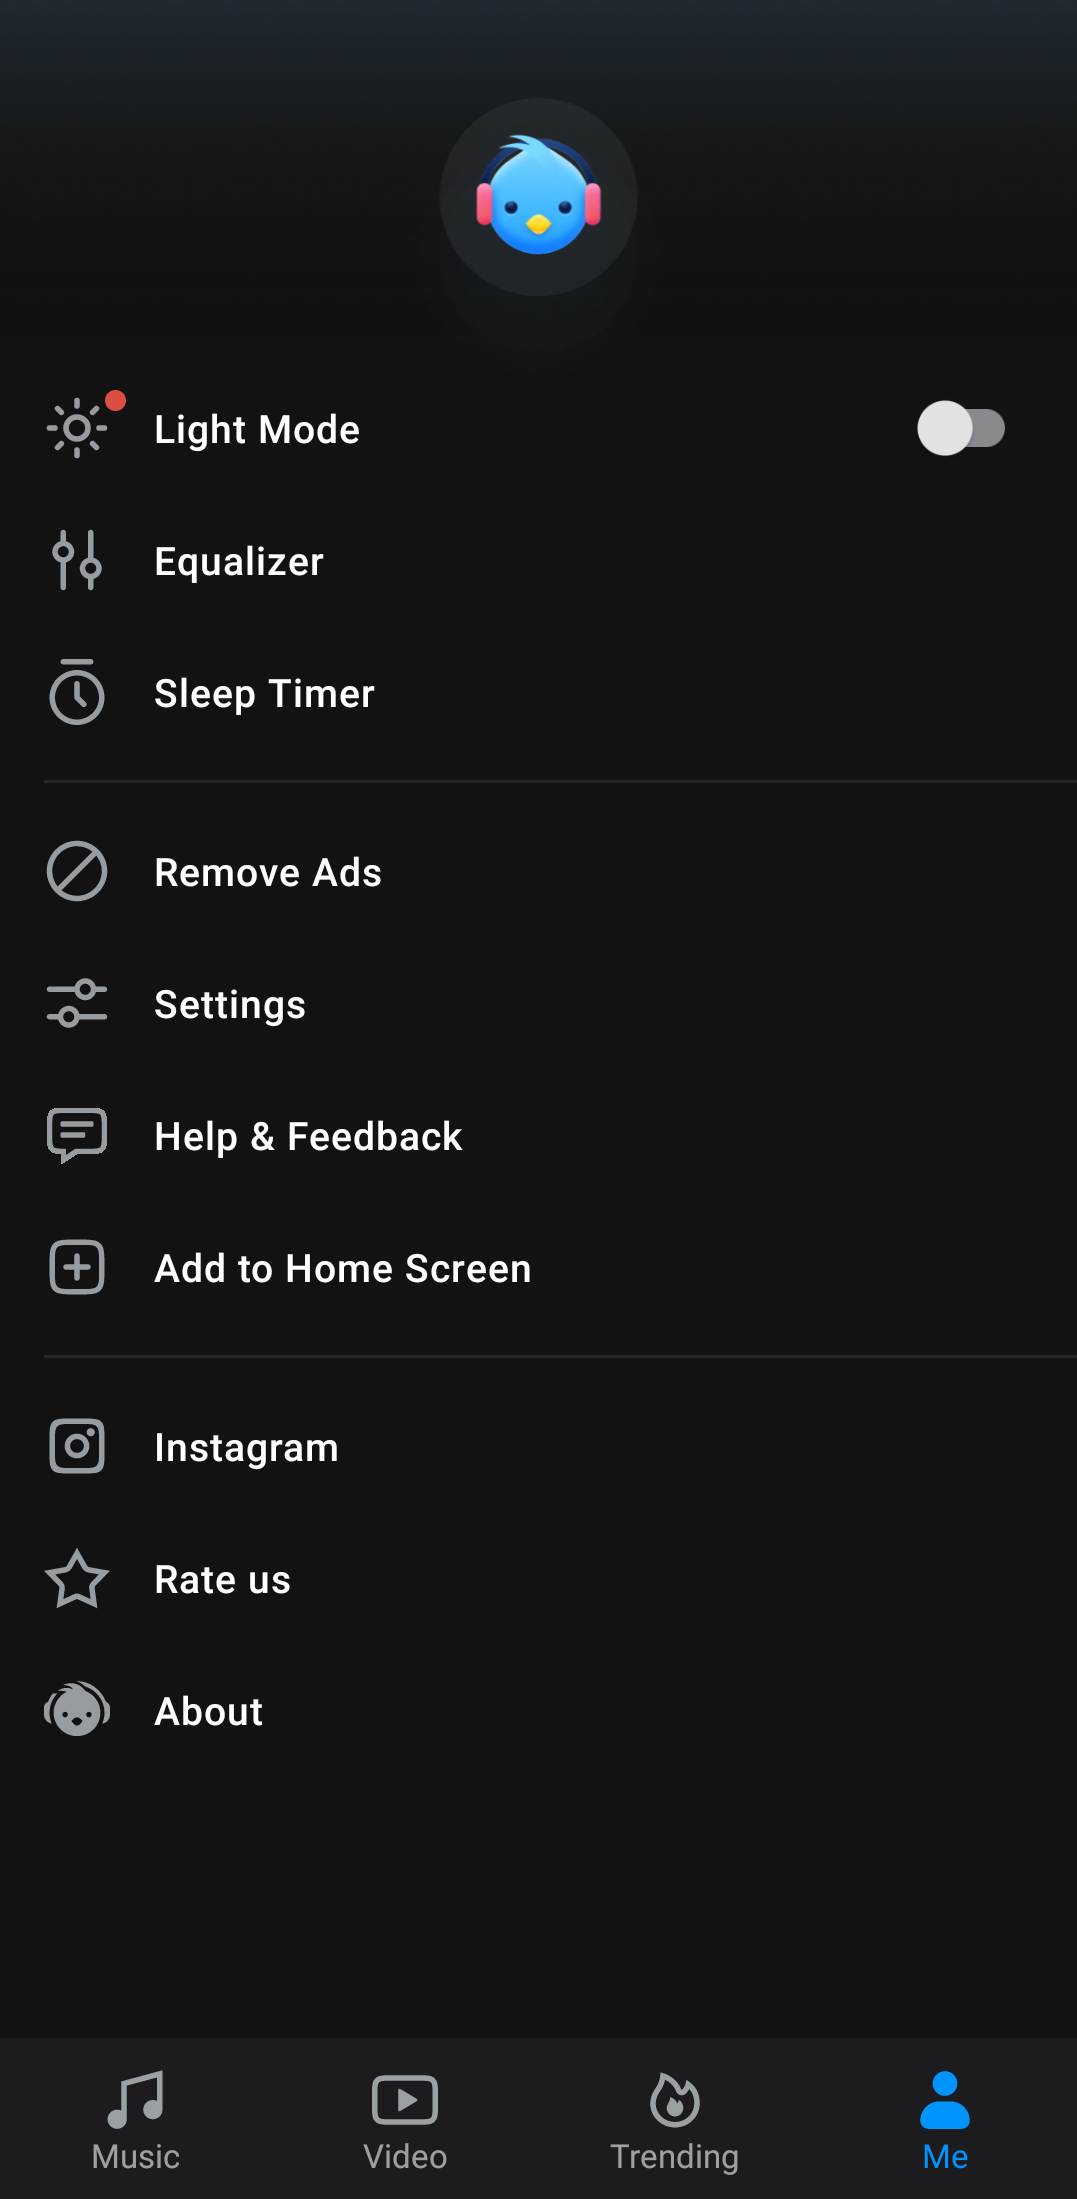 Light Mode
Equalizer
Sleep Timer
Remove Ads
Settings
Help & Feedback
Add to Home Screen
Instagram
Rate us
About
Music
Video
Trending
Me